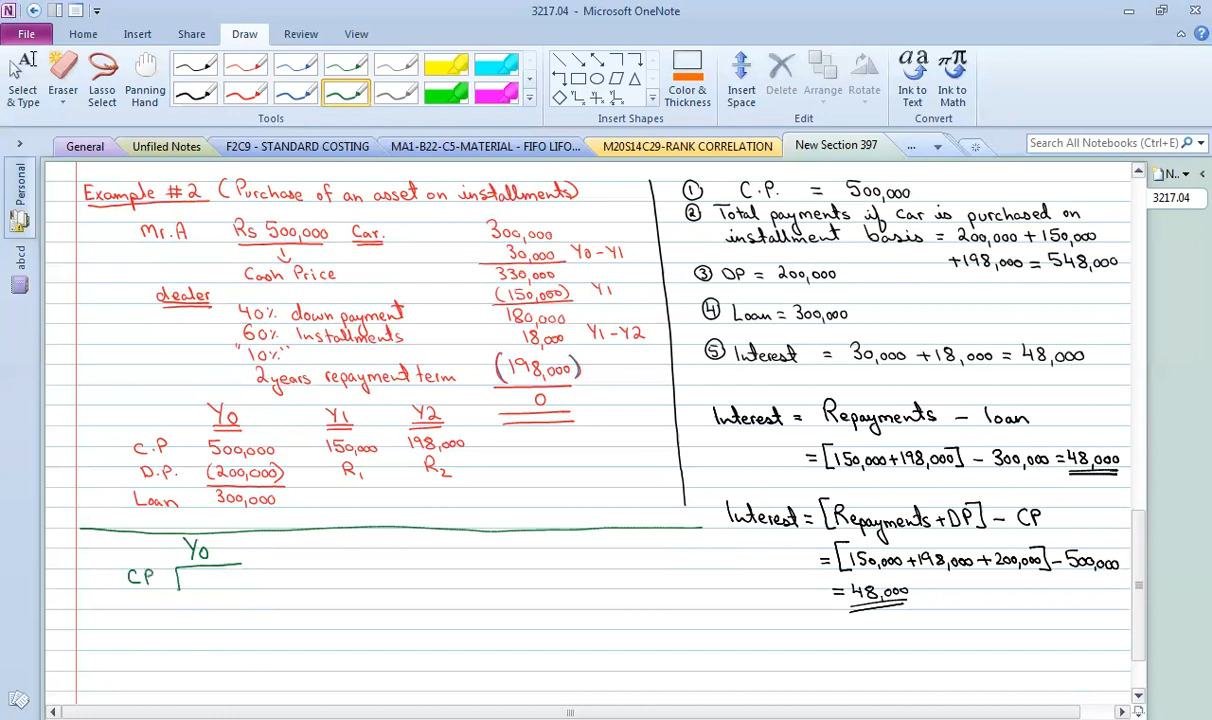 3217.04 - Microsoft OneNote
File Home Insert Share Draw Review View
Select & Type
Eraser
Lasso Select
Panning Hand
Color & Thickness
Insert Space
Delete
Arrange
Rotate
Ink to Text
Ink to Math
Tools
Insert Shapes
Edit
Convert
General
Unfiled Notes
F2C9 - STANDARD COSTING
MA1-B22-C5-MATERIAL - FIFO LIFO...
M20S14C29-RANK CORRELATION
New Section 397
...
Search All Notebooks (Ctrl+E)
Personal
abcd
N..
3217.04
Example #2 (Purchase of an asset on installments)
Mr.A Rs 500,000 Car.
Cash Price
dealer
40% down payment
60% Installments
"10%"
2years repayment term
300,000
30,000 Y0-Y1
330,000
(150,000) Y1
180,000
18,000 Y1-Y2
(198,000)
0
Y0 Y1 Y2
C.P 500,000 150,000 198,000
D.P. (200,000) R1 R2
Loan 300,000
Y0
CP
① C.P. = 500,000
② Total payments if car is purchased on
installment basis = 200,000 + 150,000
+198,000 = 548,000
③ DP = 200,000
④ Loan = 300,000
⑤ Interest = 30,000 + 18,000 = 48,000
Interest = Repayments - loan
= [150,000+198,000] - 300,000 = 48,000
Interest = [Repayments + DP] - CP
= [150,000+198,000+200,000] - 500,000
= 48,000